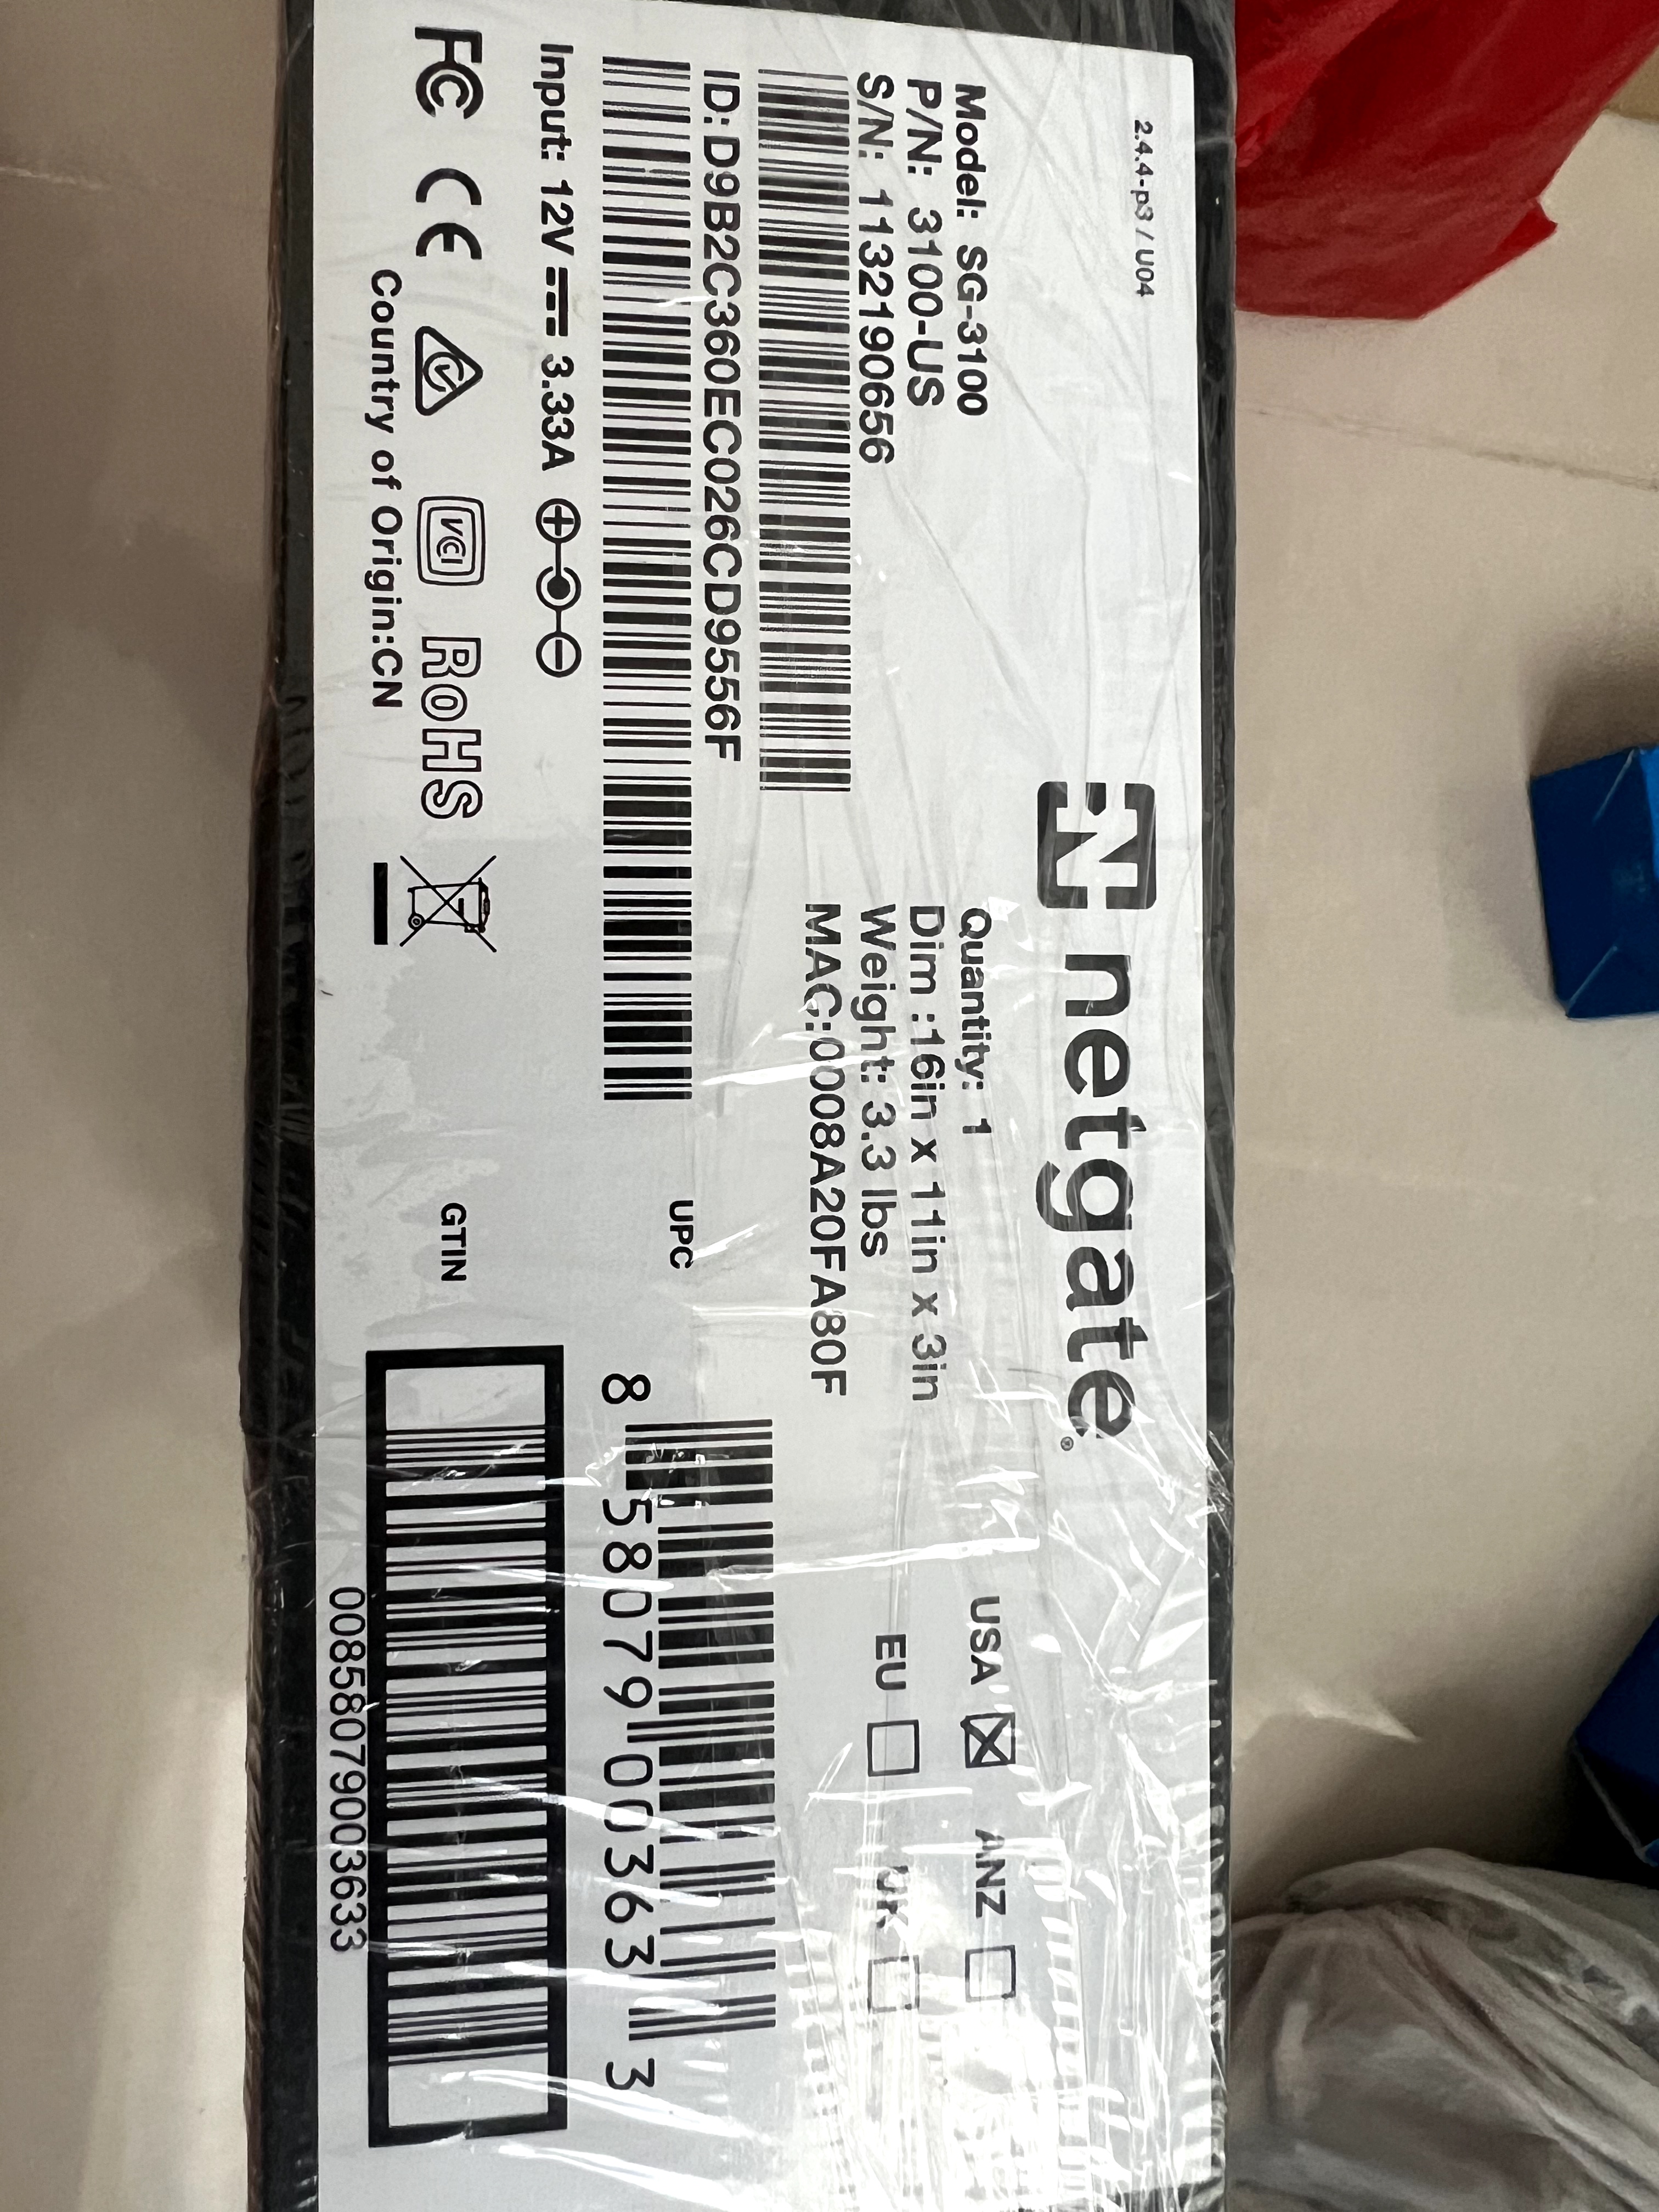 2.4.4-p3 / U04
netgate®
Model: SG-3100
P/N: 3100-US
S/N: 1132190656
Quantity: 1
Dim :16in x 11in x 3in
Weight: 3.3 lbs
MAC:0008A20FA80F
USA
ANZ
EU
UK
ID: D9B2C360EC026CD9556F
Input: 12V 3.33A
UPC
8 58079 00363 3
FC CE VCI RoHS
Country of Origin:CN
GTIN
00858079003633